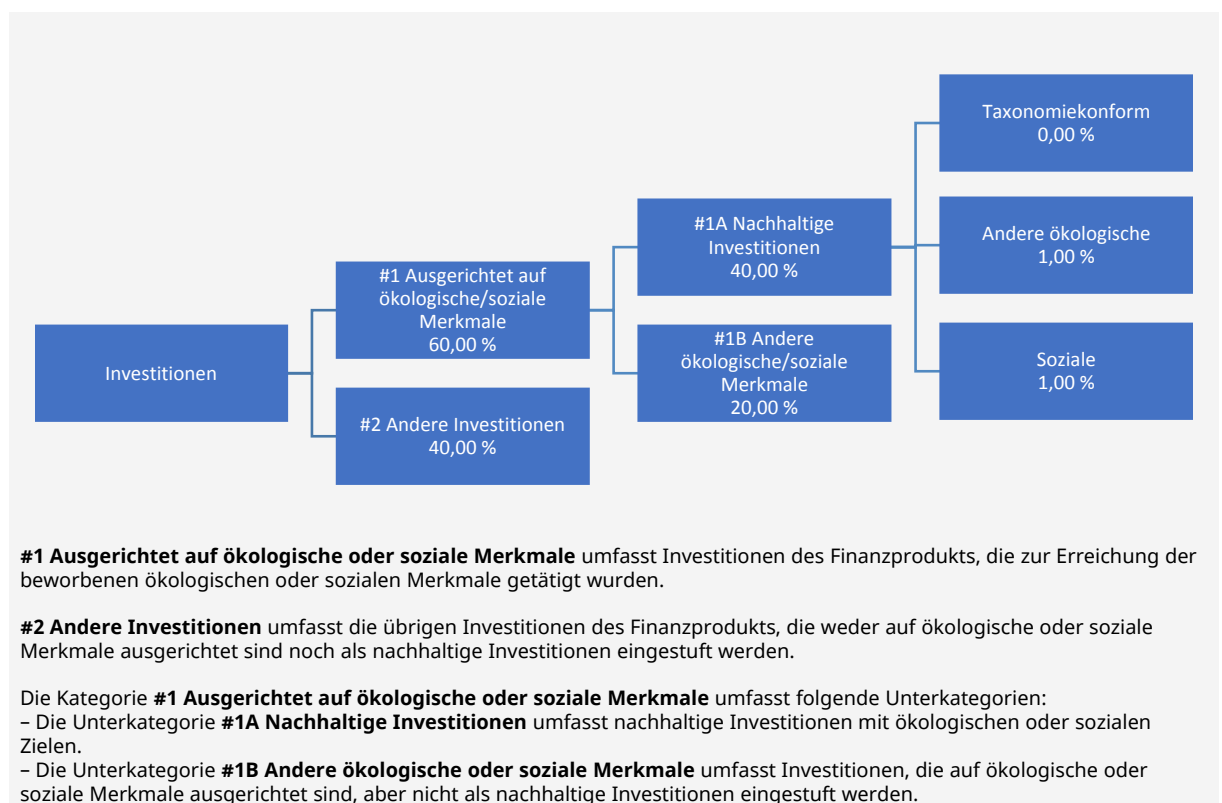 Investitionen
#1 Ausgerichtet auf
ökologische/soziale
Merkmale
60,00 %
#2 Andere Investitionen
40,00 %
#1A Nachhaltige
Investitionen
40,00 %
#1B Andere
ökologische/soziale
Merkmale
20,00 %
Taxonomiekonform
0,00 %
Andere ökologische
1,00 %
Soziale
1,00 %
#1 Ausgerichtet auf ökologische oder soziale Merkmale umfasst Investitionen des Finanzprodukts, die zur Erreichung der
beworbenen ökologischen oder sozialen Merkmale getätigt wurden.
#2 Andere Investitionen umfasst die übrigen Investitionen des Finanzprodukts, die weder auf ökologische oder soziale
Merkmale ausgerichtet sind noch als nachhaltige Investitionen eingestuft werden.
Die Kategorie #1 Ausgerichtet auf ökologische oder soziale Merkmale umfasst folgende Unterkategorien:
– Die Unterkategorie #1A Nachhaltige Investitionen umfasst nachhaltige Investitionen mit ökologischen oder sozialen
Zielen.
– Die Unterkategorie #1B Andere ökologische oder soziale Merkmale umfasst Investitionen, die auf ökologische oder
soziale Merkmale ausgerichtet sind, aber nicht als nachhaltige Investitionen eingestuft werden.